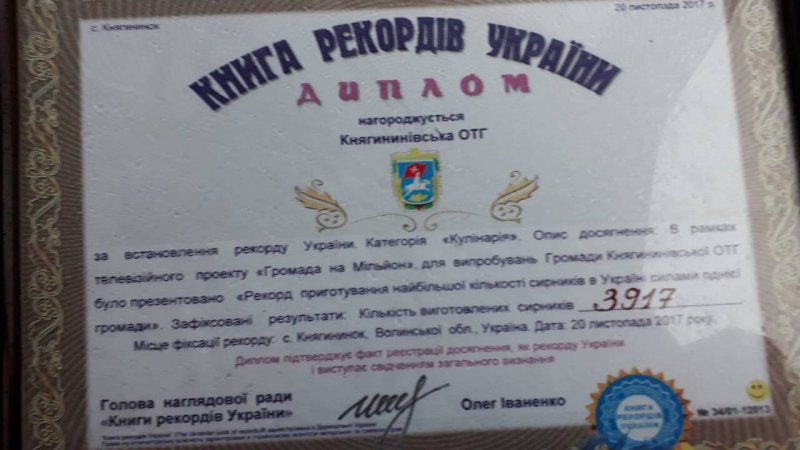 с. Княгининок
20 листопада 2017 р.
КНИГА РЕКОРДІВ УКРАЇНИ
ДИПЛОМ
нагороджується
Княгининівська ОТГ
за встановлення рекорду України. Категорія «Кулінарія». Опис досягнення: В рамках
телевізійного проекту «Громада на Мільйон», для випробувань Громади Княгининівської ОТГ
було презентовано «Рекорд приготування найбільшої кількості сирників в Україні силами однієї
громади». Зафіксовані результати: Кількість виготовлених сирників 3917
Місце фіксації рекорду: с. Княгининок, Волинської обл., Україна. Дата: 20 листопада 2017 року.
Диплом підтверджує факт реєстрації досягнення, як рекорду України
і виступає свідченням загального визнання
Голова наглядової ради
«Книги рекордів України»
Олег Іваненко
КНИГА
РЕКОРДІВ
УКРАЇНИ
№ 34/01-12013